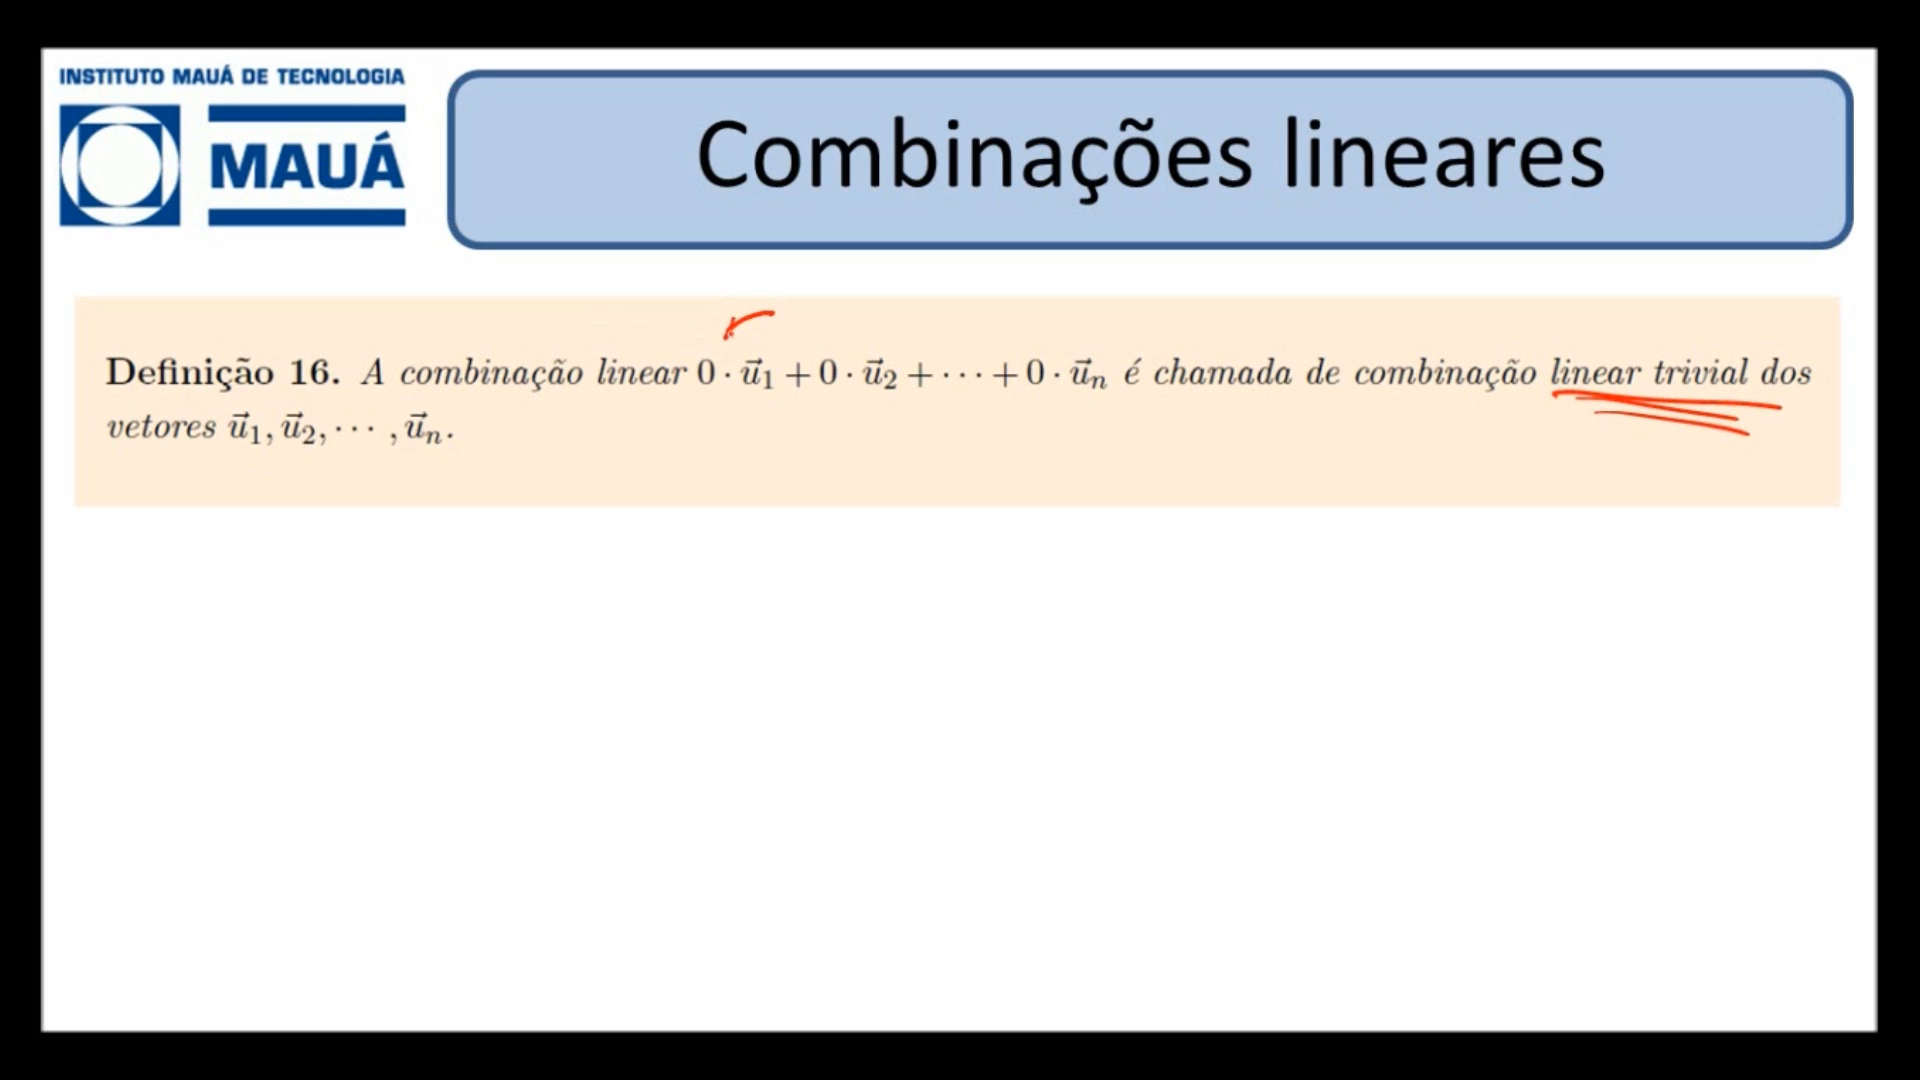 INSTITUTO MAUÁ DE TECNOLOGIA
MAUÁ
Combinações lineares
Definição 16. A combinação linear 0 · u⃗₁ + 0 · u⃗₂ + · · · + 0 · u⃗ₙ é chamada de combinação linear trivial dos
vetores u⃗₁, u⃗₂, · · · , u⃗ₙ.